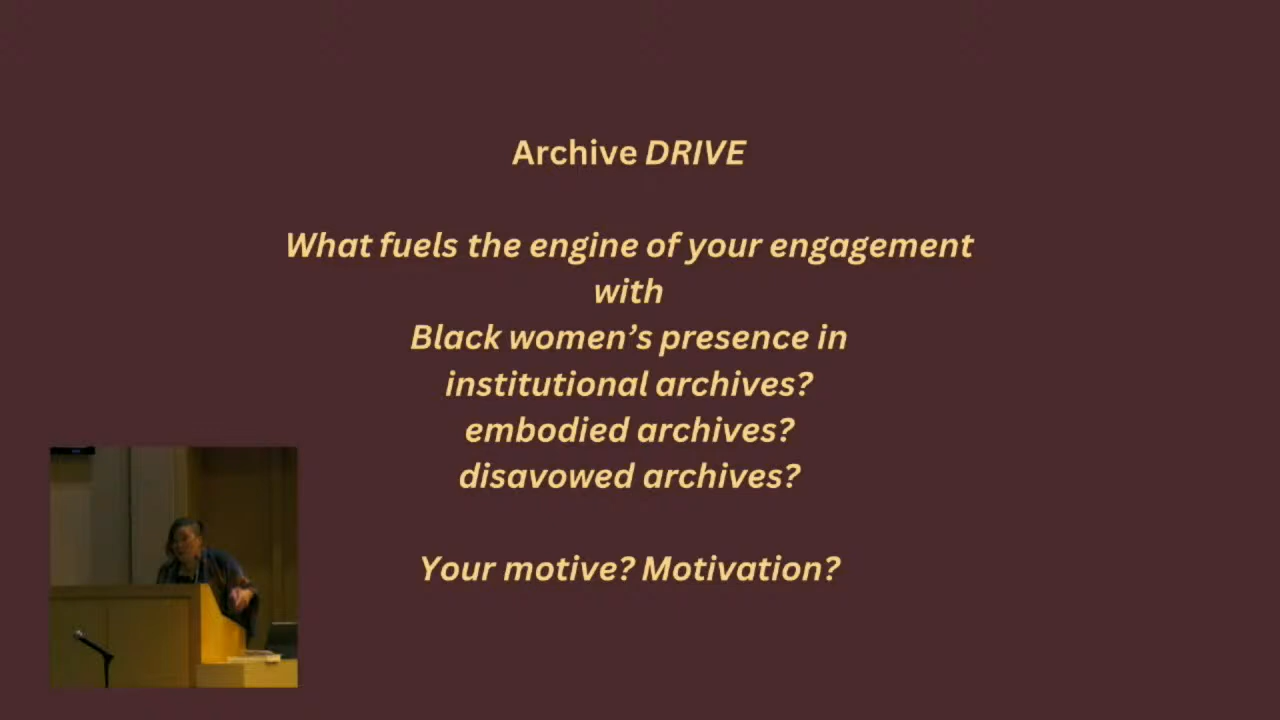 Archive DRIVE
What fuels the engine of your engagement
with
Black women’s presence in
institutional archives?
embodied archives?
disavowed archives?
Your motive? Motivation?